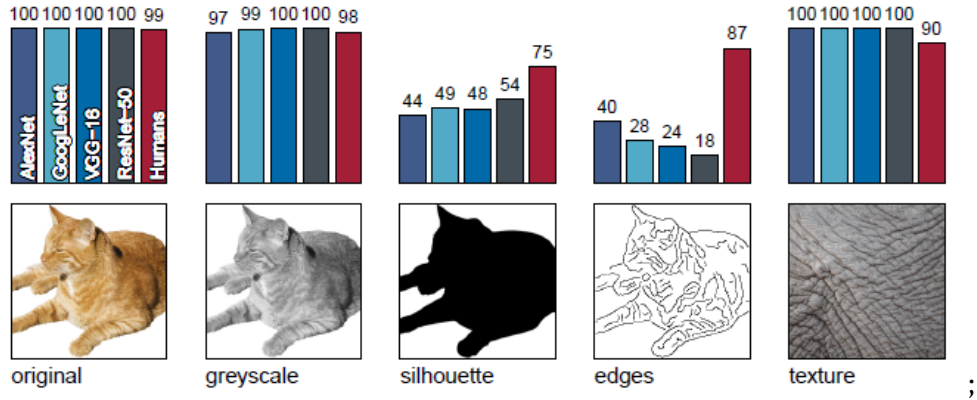 100 100 100 100 99
AlexNet
GoogLeNet
VGG-16
ResNet-50
Humans
97 99 100 100 98
44 49 48 54 75
40 28 24 18 87
100 100 100 100 90
original
greyscale
silhouette
edges
texture
;